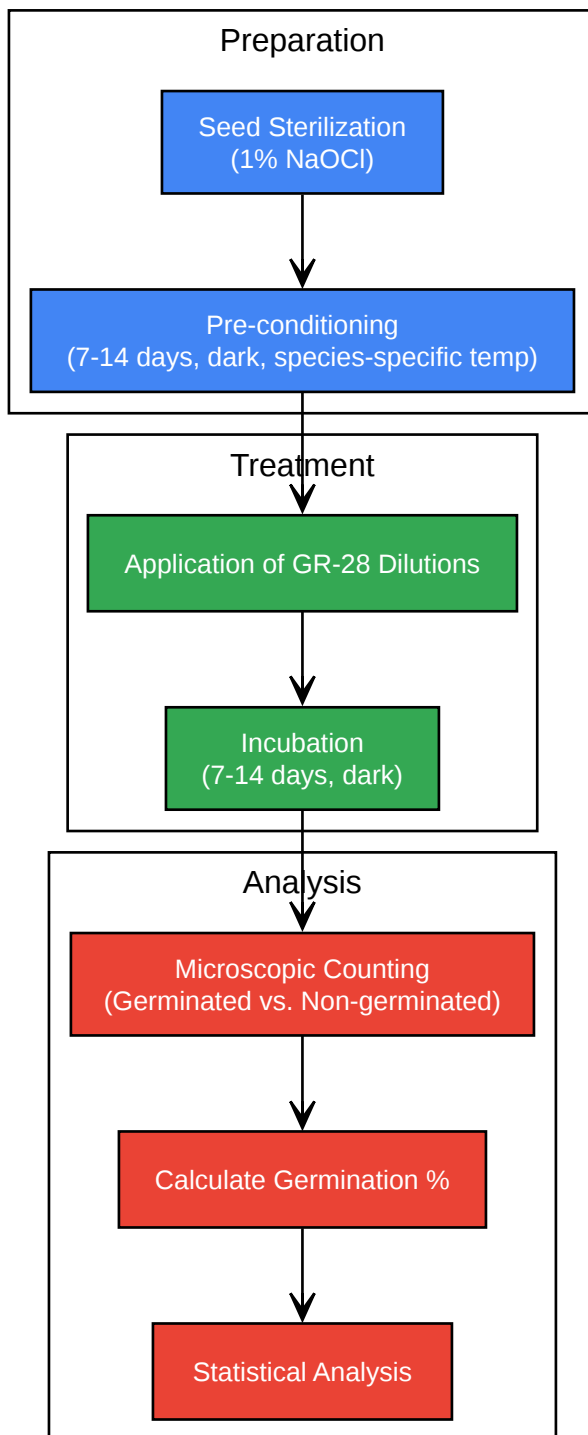 Preparation
Seed Sterilization
(1% NaOCl)
Pre-conditioning
(7-14 days, dark, species-specific temp)
Treatment
Application of GR-28 Dilutions
Incubation
(7-14 days, dark)
Analysis
Microscopic Counting
(Germinated vs. Non-germinated)
Calculate Germination %
Statistical Analysis